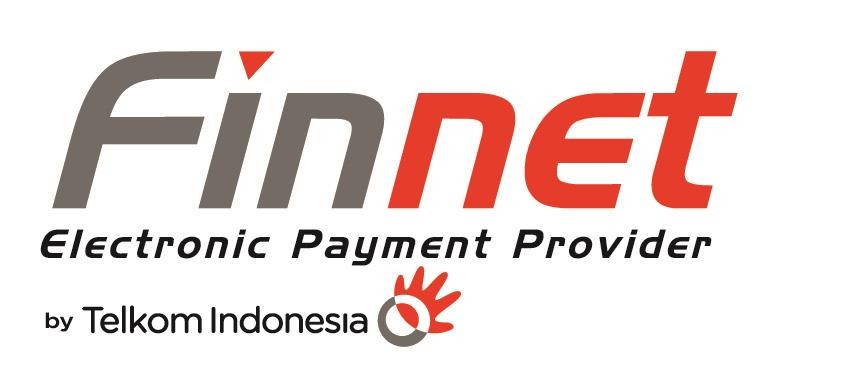 Finnet
Electronic Payment Provider
by Telkom Indonesia